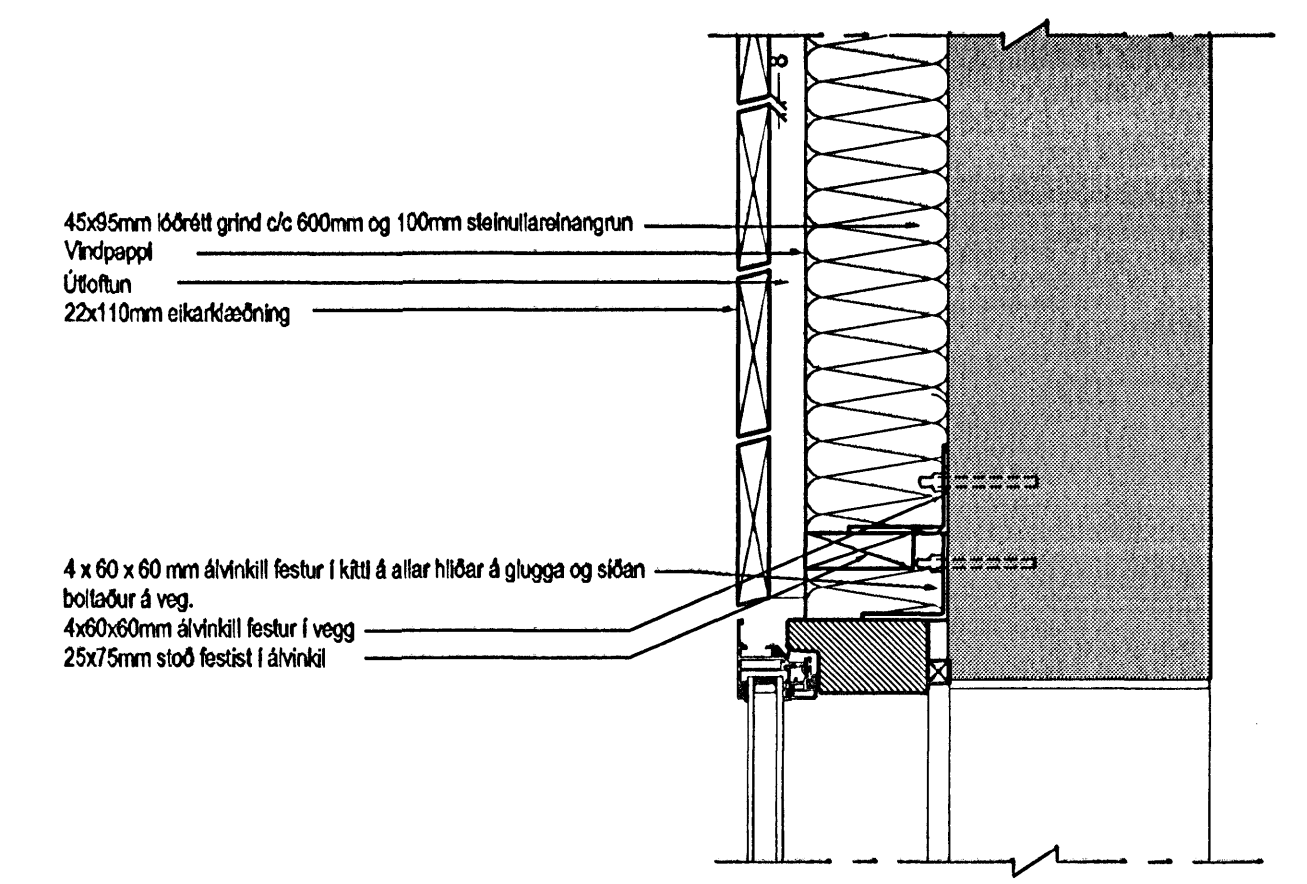 8
45x95mm lóðrétt grind c/c 600mm og 100mm steinullareinangrun
Vindpappi
Útloftun
22x110mm eikarklæðning
4 x 60 x 60 mm álvinkill festur í kítti á allar hliðar á glugga og síðan
boltaður á veg.
4x60x60mm álvinkill festur í vegg
25x75mm stoð festist í álvinkil